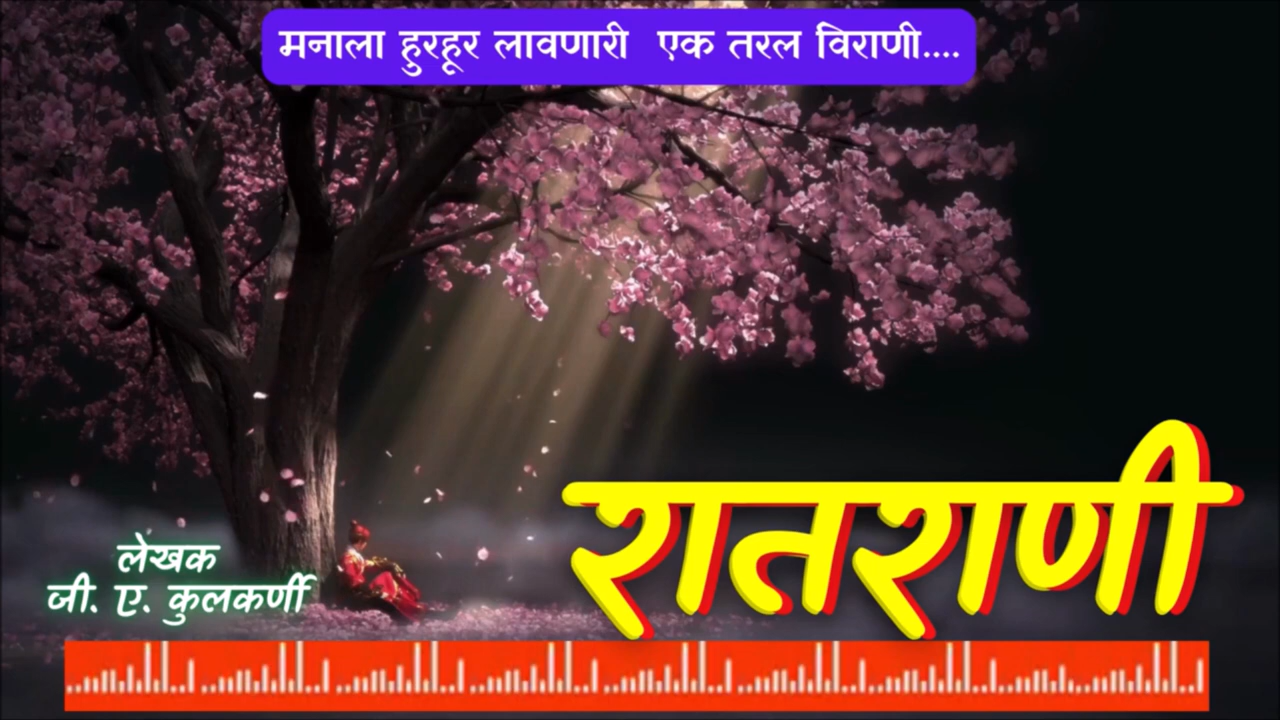 मनाला हुरहूर लावणारी एक तरल विराणी....
रातराणी
लेखक
जी. ए. कुलकर्णी